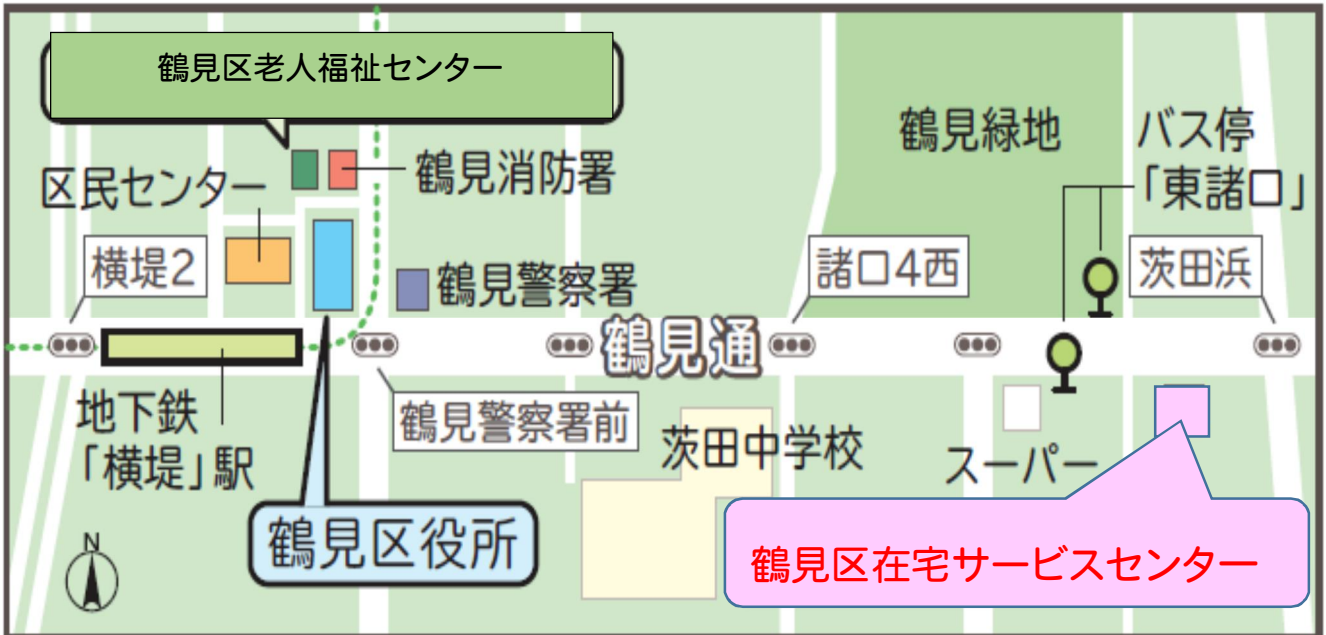 鶴見区老人福祉センター
鶴見緑地
バス停
「東諸口」
区民センター
鶴見消防署
横堤2
鶴見警察署
諸口4西
茨田浜
鶴見通
地下鉄
「横堤」駅
鶴見警察署前
茨田中学校
スーパー
鶴見区役所
鶴見区在宅サービスセンター
N